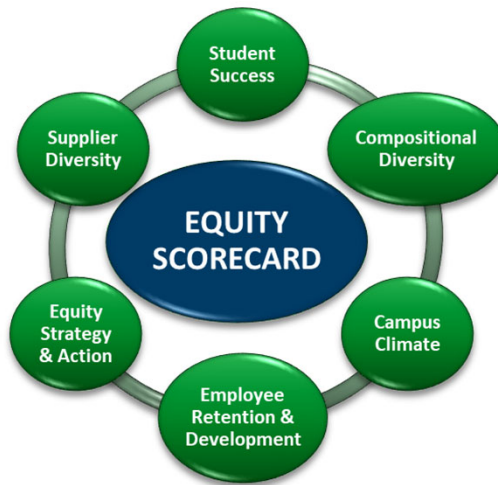 Student
Success
Supplier
Diversity
Compositional
Diversity
EQUITY
SCORECARD
Equity
Strategy
& Action
Campus
Climate
Employee
Retention &
Development